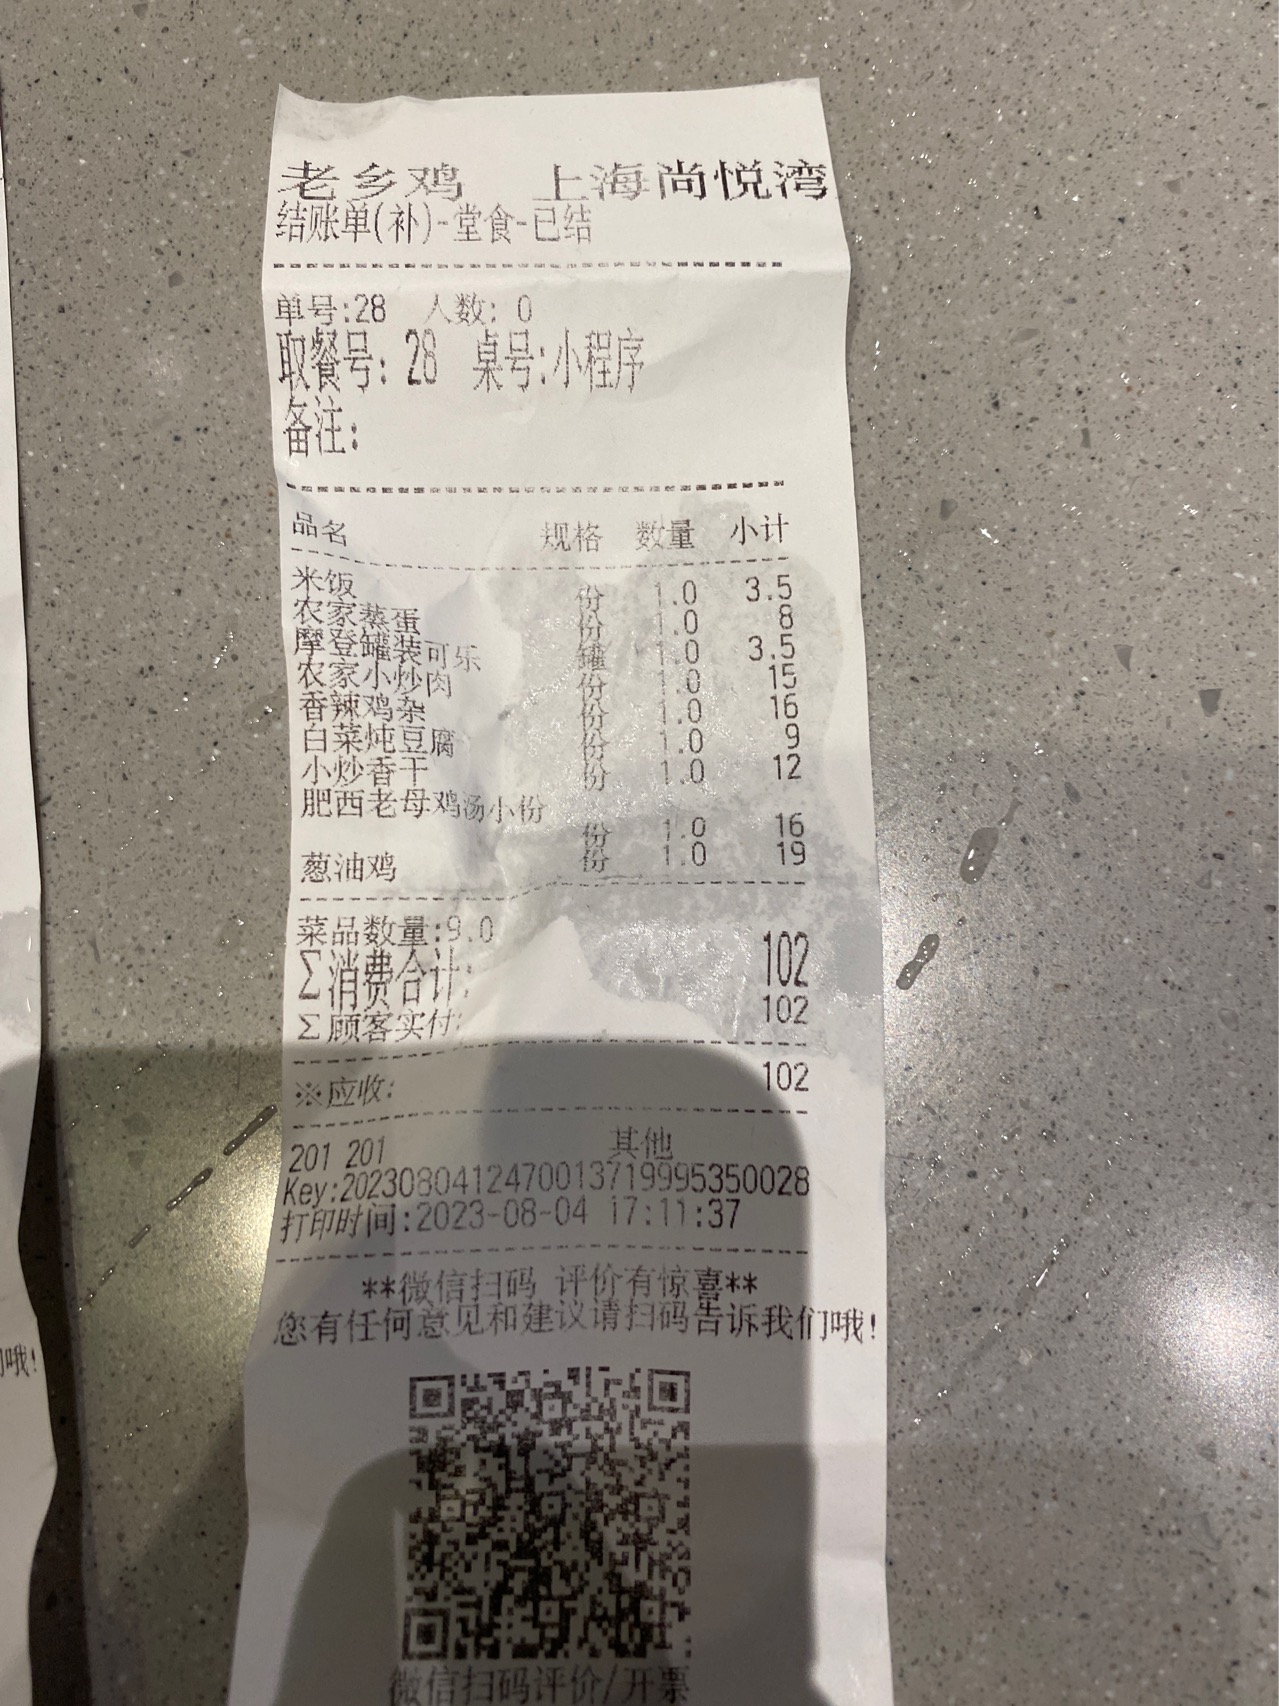 老乡鸡 上海尚悦湾
结账单(补)-堂食-已结
单号:28 人数: 0
取餐号: 28 桌号:小程序
备注:
品名 规格 数量 小计
米饭 份 1.0 3.5
农家蒸蛋 份 1.0 8
摩登罐装可乐 罐 1.0 3.5
农家小炒肉 份 1.0 15
香辣鸡杂 份 1.0 16
白菜炖豆腐 份 1.0 9
小炒香干 份 1.0 12
肥西老母鸡汤小份
份 1.0 16
葱油鸡 份 1.0 19
菜品数量:9.0
∑消费合计: 102
∑顾客实付: 102
※应收: 102
201 201 其他
Key:2023080412470013719995350028
打印时间:2023-08-04 17:11:37
**微信扫码 评价有惊喜**
您有任何意见和建议请扫码告诉我们哦!
微信扫码评价/开票
哦!